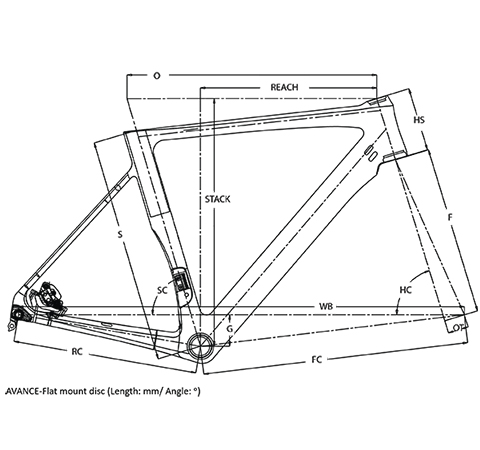 O
REACH
HS
STACK
F
S
SC
HC
WB
G
OT
RC
FC
AVANCE-Flat mount disc (Length: mm/ Angle: °)